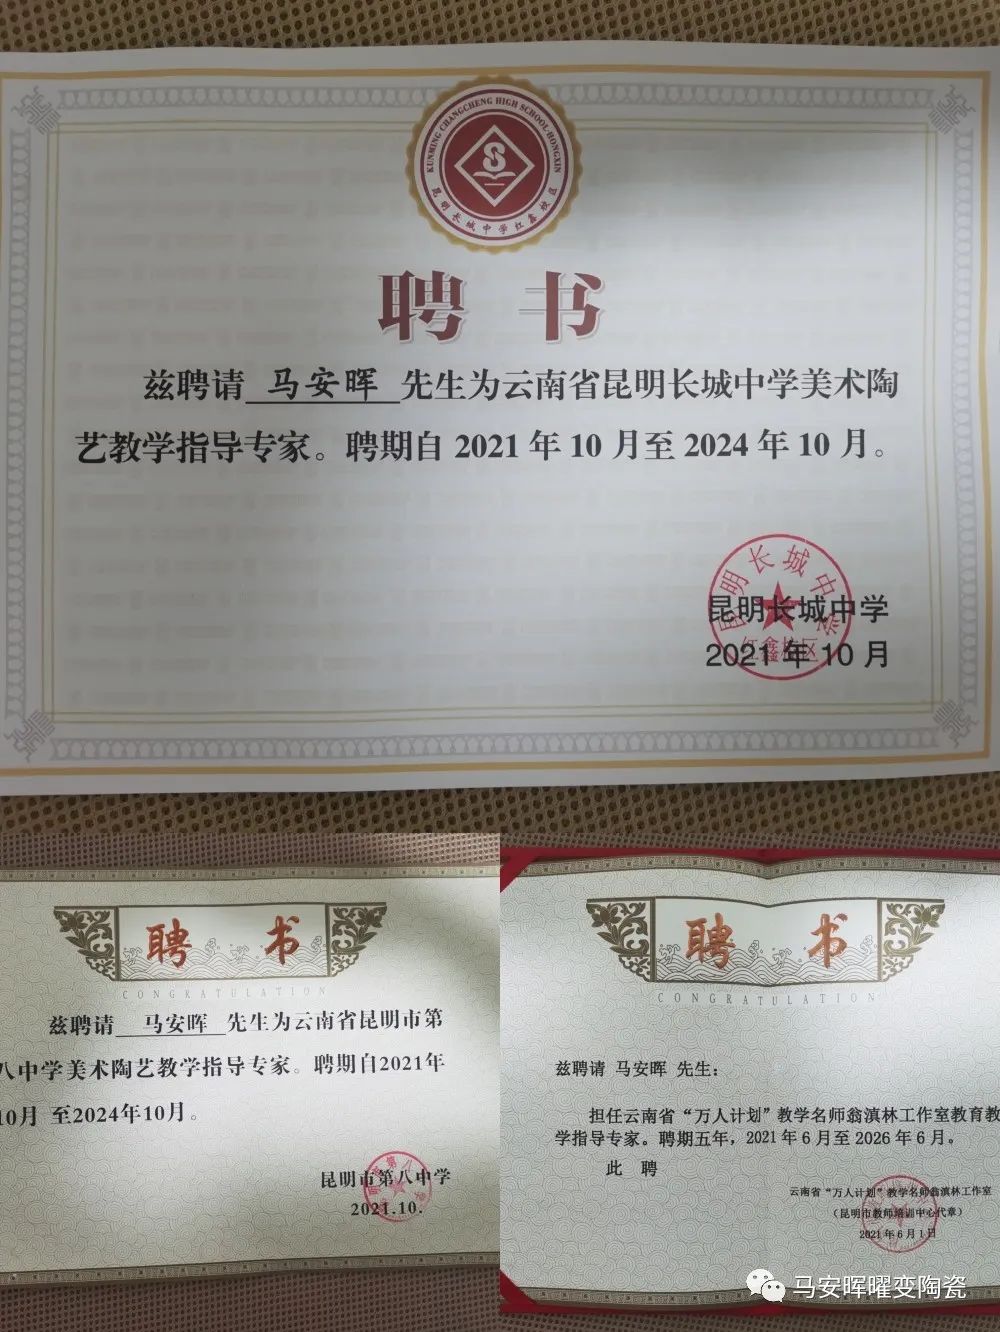 KUNMING CHANGCHENG HIGH SCHOOL/HONGXIN
昆明长城中学红鑫校区
聘书
兹聘请 马安晖 先生为云南省昆明长城中学美术陶
艺教学指导专家。聘期自 2021 年 10 月至 2024 年 10 月。
昆明长城中学
红鑫校区
昆明长城中学
2021 年 10 月
聘书
CONGRATULATION
兹聘请 马安晖 先生为云南省昆明市第
八中学美术陶艺教学指导专家。聘期自2021年
10月 至2024年10月。
昆明市第八中学
2021.10.
聘书
CONGRATULATION
兹聘请 马安晖 先生：
担任云南省“万人计划”教学名师翁滇林工作室教育教
学指导专家。聘期五年，2021 年 6 月至 2026 年 6 月。
此 聘
云南省“万人计划”教学名师翁滇林工作室
（昆明市教师培训中心代章）
2021 年 6 月 1 日
马安晖曜变陶瓷